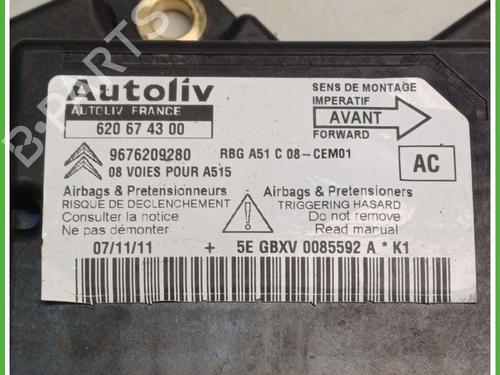 Autoliv
AUTOLIV FRANCE
620 67 43 00
SENS DE MONTAGE
IMPERATIF
AVANT
FORWARD
9676209280
RBG A51 C 08-CEM01
08 VOIES POUR A515
AC
Airbags & Pretensionneurs
RISQUE DE DECLENCHEMENT
Consulter la notice
Ne pas démonter
Airbags & Pretensioners
TRIGGERING HAZARD
Do not remove
Read manual
07/11/11 + 5E GBXV 0085592 A * K1
B-PARTS